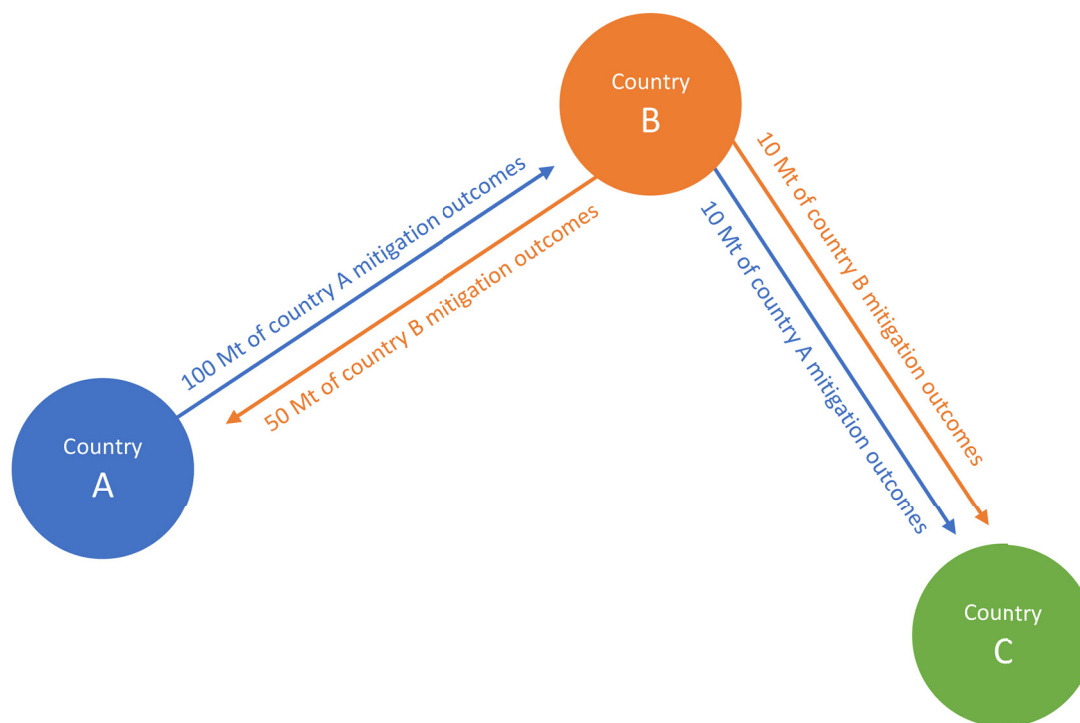 Country
B
100 Mt of country A mitigation outcomes
50 Mt of country B mitigation outcomes
10 Mt of country B mitigation outcomes
10 Mt of country A mitigation outcomes
Country
A
Country
C